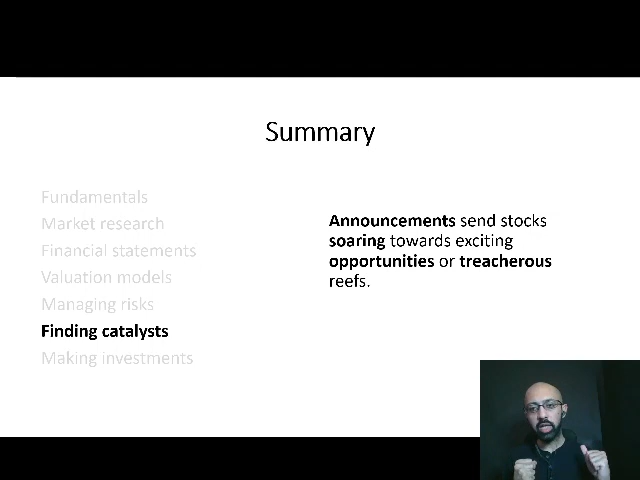 Summary
Fundamentals
Market research
Financial statements
Valuation models
Managing risks
Finding catalysts
Making investments
Announcements send stocks
soaring towards exciting
opportunities or treacherous
reefs.